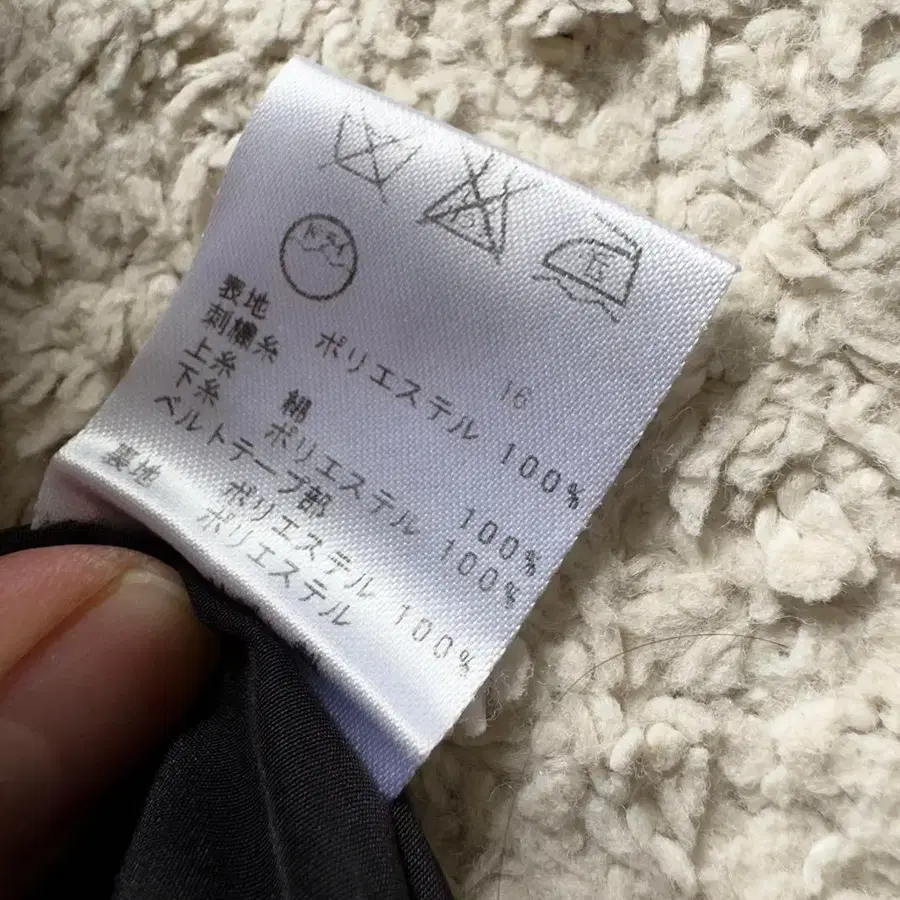 ドライ
16
表地 ポリエステル 100%
刺繍糸
上糸 絹 100%
下糸 ポリエステル 100%
ベルトテープ部
ポリエステル 100%
裏地 ポリエステル